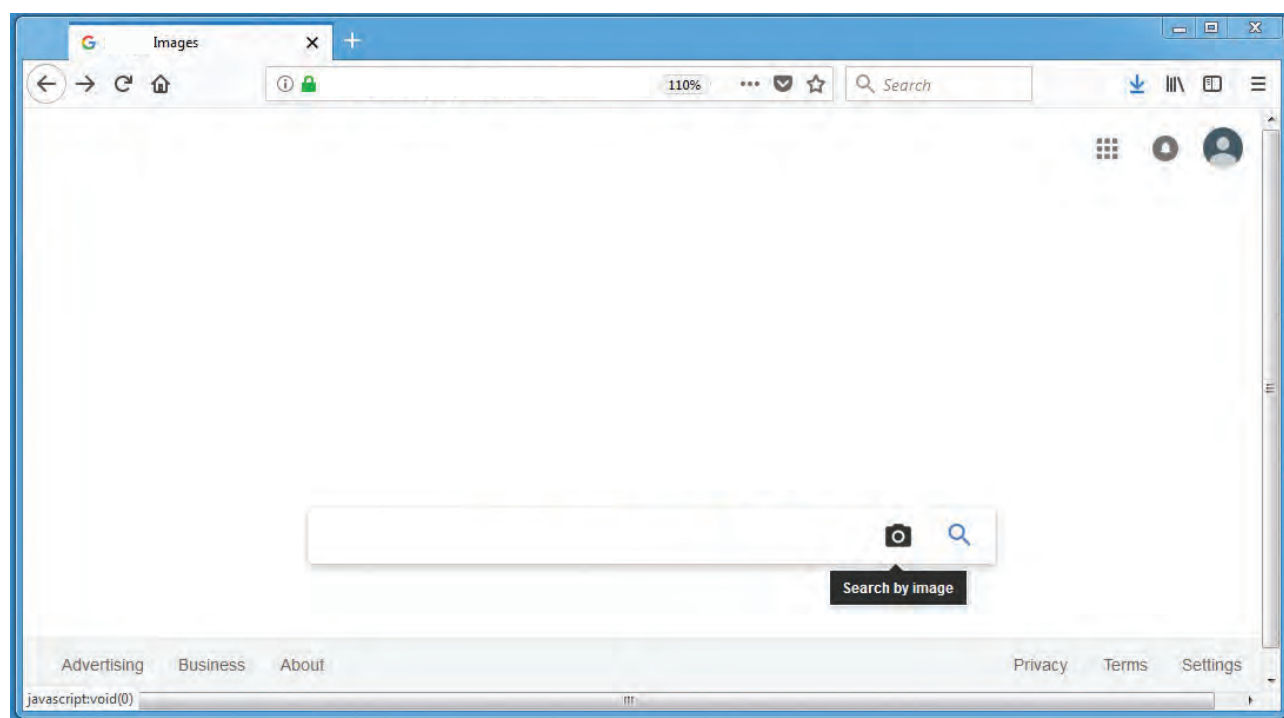 G Images
110% Search
Search by image
Advertising Business About Privacy Terms Settings
javascript:void(0)